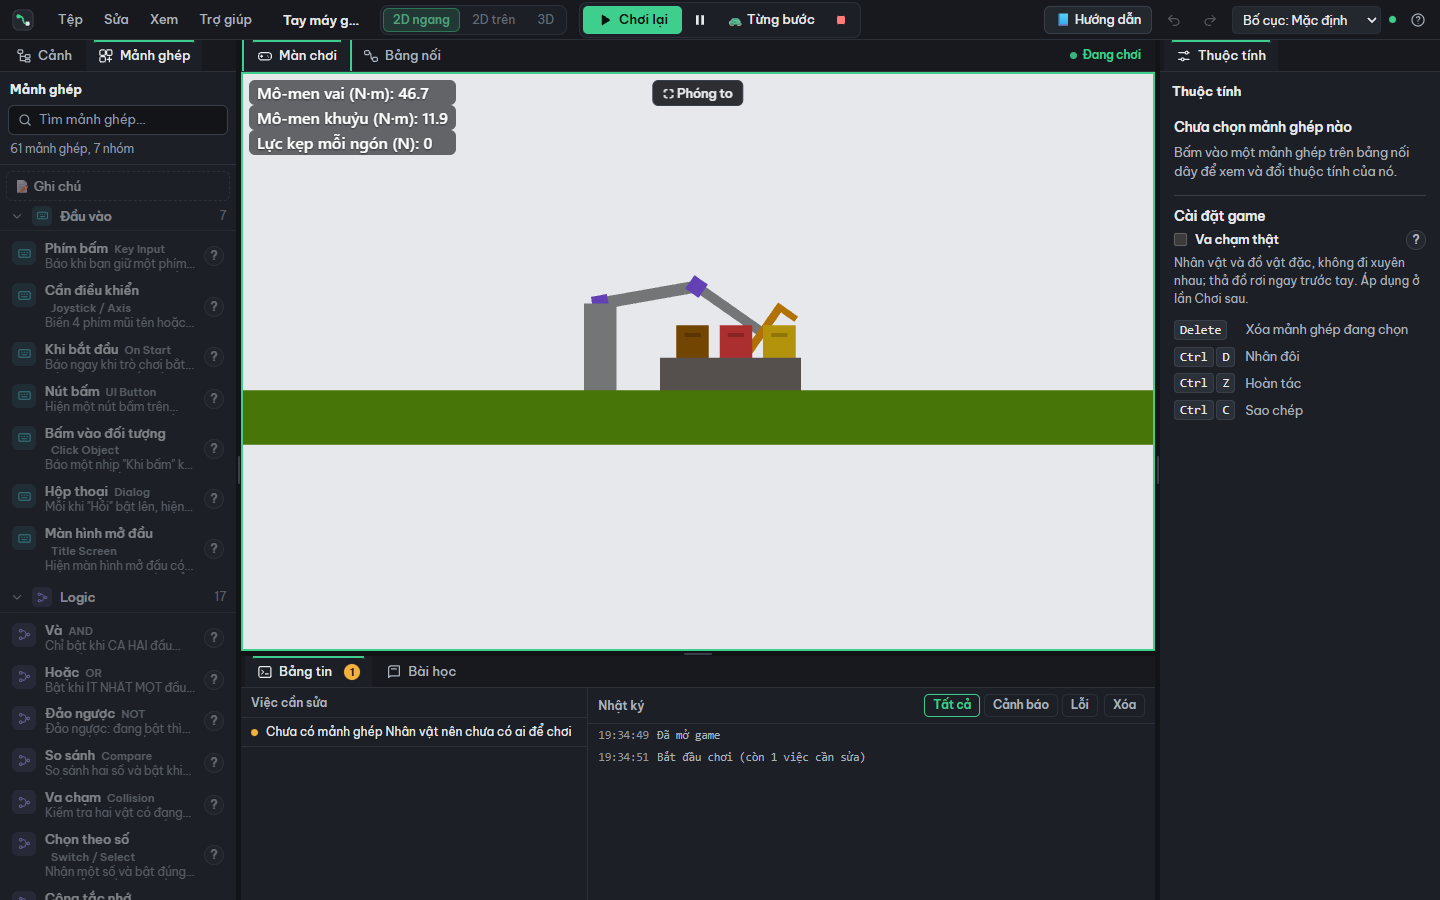 Tệp Sửa Xem Trợ giúp Tay máy g... 2D ngang 2D trên 3D Chơi lại Từng bước Hướng dẫn Bố cục: Mặc định
Cảnh Mảnh ghép
Mảnh ghép
Tìm mảnh ghép...
61 mảnh ghép, 7 nhóm
Ghi chú
Đầu vào 7
Phím bấm Key Input
Báo khi bạn giữ một phím...
Cần điều khiển
Joystick / Axis
Biến 4 phím mũi tên hoặc...
Khi bắt đầu On Start
Báo ngay khi trò chơi bắt...
Nút bấm UI Button
Hiện một nút bấm trên...
Bấm vào đối tượng
Click Object
Báo một nhịp "Khi bấm" k...
Hộp thoại Dialog
Mỗi khi "Hỏi" bật lên, hiện...
Màn hình mở đầu
Title Screen
Hiện màn hình mở đầu có...
Logic 17
Và AND
Chỉ bật khi CẢ HAI đầu...
Hoặc OR
Bật khi ÍT NHẤT MỘT đầu...
Đảo ngược NOT
Đảo ngược: đang bật thì...
So sánh Compare
So sánh hai số và bật khi...
Va chạm Collision
Kiểm tra hai vật có đang...
Chọn theo số
Switch / Select
Nhận một số và bật đúng...
Công tắc nhớ
Màn chơi Bảng nối Đang chơi
Mô-men vai (N·m): 46.7
Mô-men khuỷu (N·m): 11.9
Lực kẹp mỗi ngón (N): 0
Phóng to
Bảng tin 1 Bài học
Việc cần sửa
Chưa có mảnh ghép Nhân vật nên chưa có ai để chơi
Nhật ký Tất cả Cảnh báo Lỗi Xóa
19:34:49 Đã mở game
19:34:51 Bắt đầu chơi (còn 1 việc cần sửa)
Thuộc tính
Thuộc tính
Chưa chọn mảnh ghép nào
Bấm vào một mảnh ghép trên bảng nối
dây để xem và đổi thuộc tính của nó.
Cài đặt game
Va chạm thật ?
Nhân vật và đồ vật đặc, không đi xuyên
nhau; thả đồ rơi ngay trước tay. Áp dụng ở
lần Chơi sau.
Delete Xóa mảnh ghép đang chọn
Ctrl D Nhân đôi
Ctrl Z Hoàn tác
Ctrl C Sao chép